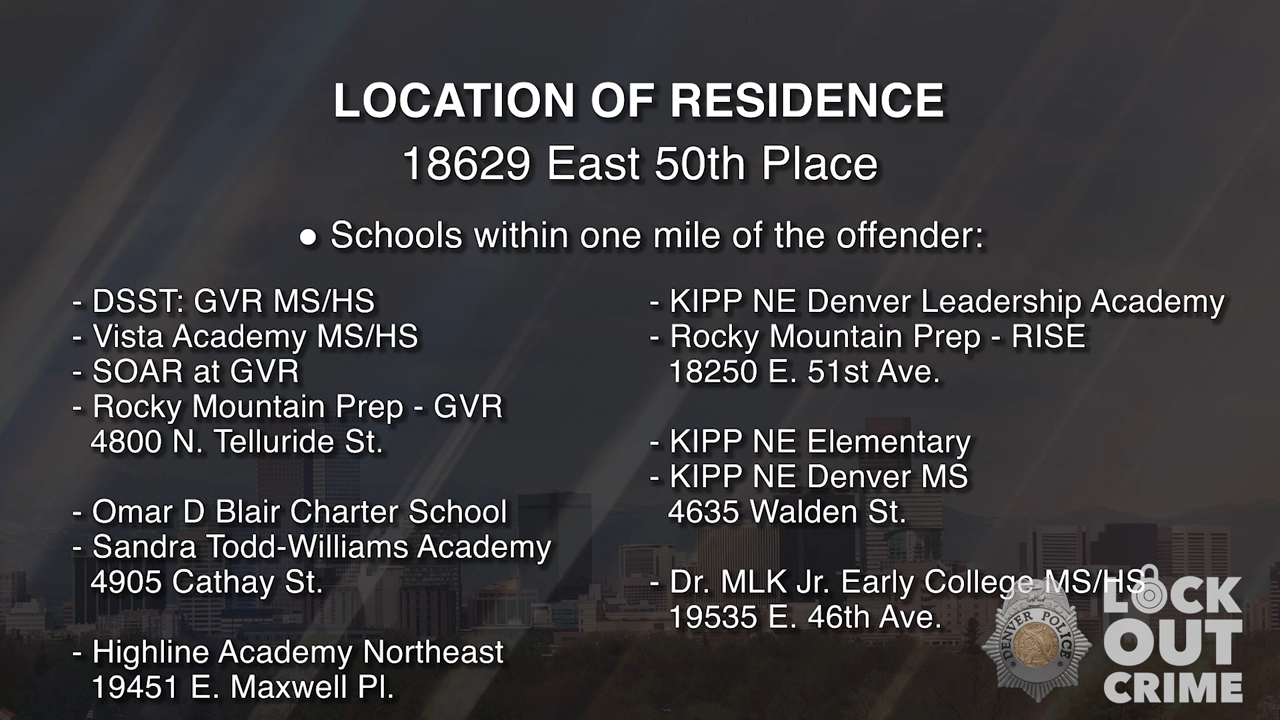 LOCATION OF RESIDENCE
18629 East 50th Place
● Schools within one mile of the offender:
- DSST: GVR MS/HS
- Vista Academy MS/HS
- SOAR at GVR
- Rocky Mountain Prep - GVR
4800 N. Telluride St.
- Omar D Blair Charter School
- Sandra Todd-Williams Academy
4905 Cathay St.
- Highline Academy Northeast
19451 E. Maxwell Pl.
- KIPP NE Denver Leadership Academy
- Rocky Mountain Prep - RISE
18250 E. 51st Ave.
- KIPP NE Elementary
- KIPP NE Denver MS
4635 Walden St.
- Dr. MLK Jr. Early College MS/HS
19535 E. 46th Ave.
DENVER POLICE
LOCK
OUT
CRIME